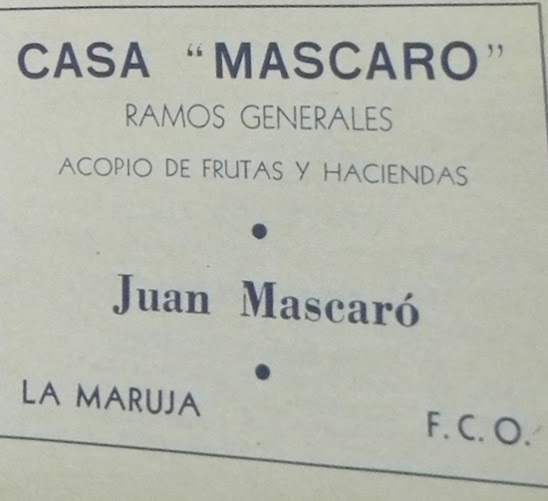 CASA “MASCARO”
RAMOS GENERALES
ACOPIO DE FRUTAS Y HACIENDAS
•
Juan Mascaró
•
LA MARUJA F. C. O.